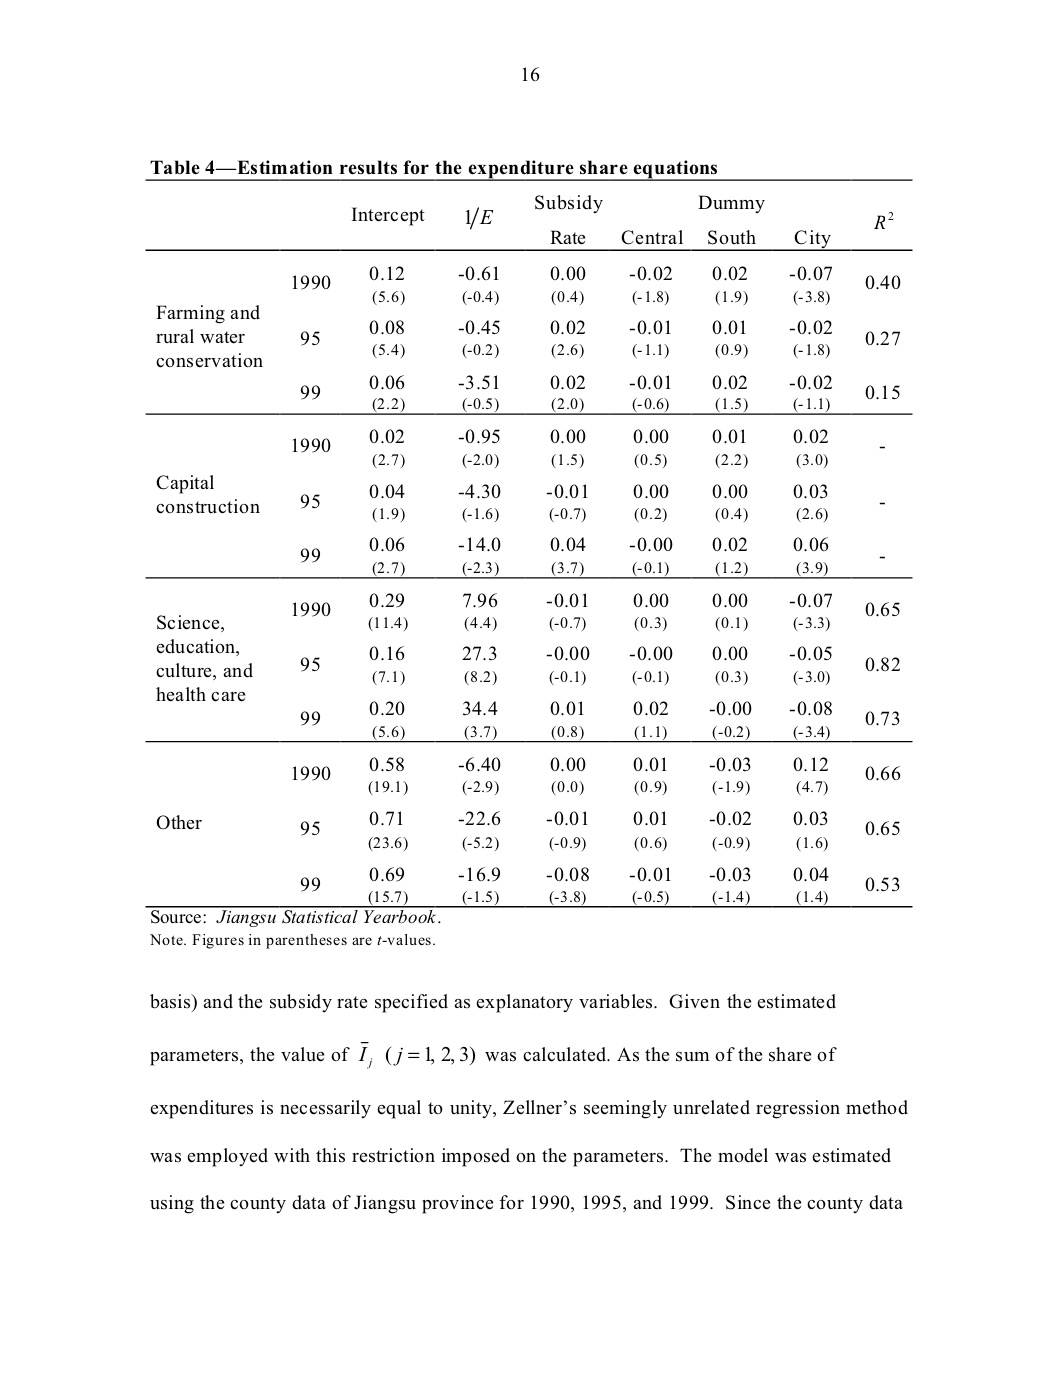 16
Table 4—Estimation results for the expenditure share equations
Subsidy Dummy
Intercept 1/E R²
Rate Central South City
1990 0.12 -0.61 0.00 -0.02 0.02 -0.07 0.40
(5.6) (-0.4) (0.4) (-1.8) (1.9) (-3.8)
Farming and
rural water
conservation
95 0.08 -0.45 0.02 -0.01 0.01 -0.02 0.27
(5.4) (-0.2) (2.6) (-1.1) (0.9) (-1.8)
99 0.06 -3.51 0.02 -0.01 0.02 -0.02 0.15
(2.2) (-0.5) (2.0) (-0.6) (1.5) (-1.1)
1990 0.02 -0.95 0.00 0.00 0.01 0.02 -
(2.7) (-2.0) (1.5) (0.5) (2.2) (3.0)
Capital
construction
95 0.04 -4.30 -0.01 0.00 0.00 0.03 -
(1.9) (-1.6) (-0.7) (0.2) (0.4) (2.6)
99 0.06 -14.0 0.04 -0.00 0.02 0.06 -
(2.7) (-2.3) (3.7) (-0.1) (1.2) (3.9)
1990 0.29 7.96 -0.01 0.00 0.00 -0.07 0.65
(11.4) (4.4) (-0.7) (0.3) (0.1) (-3.3)
Science,
education,
culture, and
health care
95 0.16 27.3 -0.00 -0.00 0.00 -0.05 0.82
(7.1) (8.2) (-0.1) (-0.1) (0.3) (-3.0)
99 0.20 34.4 0.01 0.02 -0.00 -0.08 0.73
(5.6) (3.7) (0.8) (1.1) (-0.2) (-3.4)
1990 0.58 -6.40 0.00 0.01 -0.03 0.12 0.66
(19.1) (-2.9) (0.0) (0.9) (-1.9) (4.7)
Other
95 0.71 -22.6 -0.01 0.01 -0.02 0.03 0.65
(23.6) (-5.2) (-0.9) (0.6) (-0.9) (1.6)
99 0.69 -16.9 -0.08 -0.01 -0.03 0.04 0.53
(15.7) (-1.5) (-3.8) (-0.5) (-1.4) (1.4)
Source: Jiangsu Statistical Yearbook.
Note. Figures in parentheses are t-values.
basis) and the subsidy rate specified as explanatory variables. Given the estimated
parameters, the value of Īⱼ (j = 1, 2, 3) was calculated. As the sum of the share of
expenditures is necessarily equal to unity, Zellner's seemingly unrelated regression method
was employed with this restriction imposed on the parameters. The model was estimated
using the county data of Jiangsu province for 1990, 1995, and 1999. Since the county data